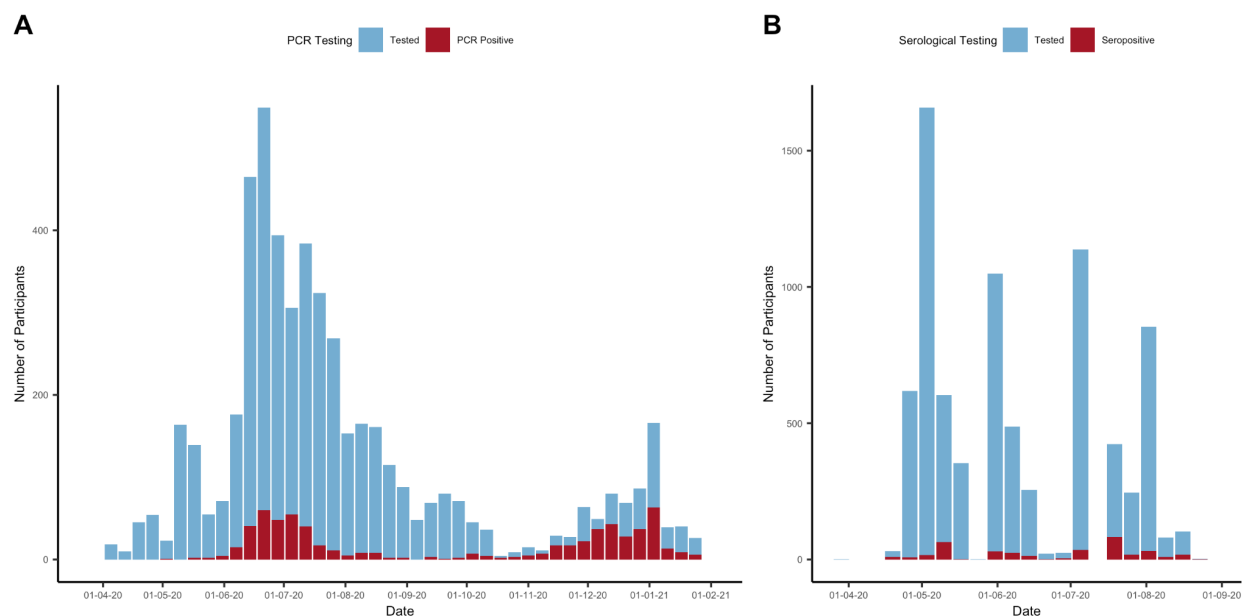 A
PCR Testing Tested PCR Positive
Number of Participants
400
200
0
01-04-20 01-05-20 01-06-20 01-07-20 01-08-20 01-09-20 01-10-20 01-11-20 01-12-20 01-01-21 01-02-21
Date
B
Serological Testing Tested Seropositive
Number of Participants
1500
1000
500
0
01-04-20 01-05-20 01-06-20 01-07-20 01-08-20 01-09-20
Date